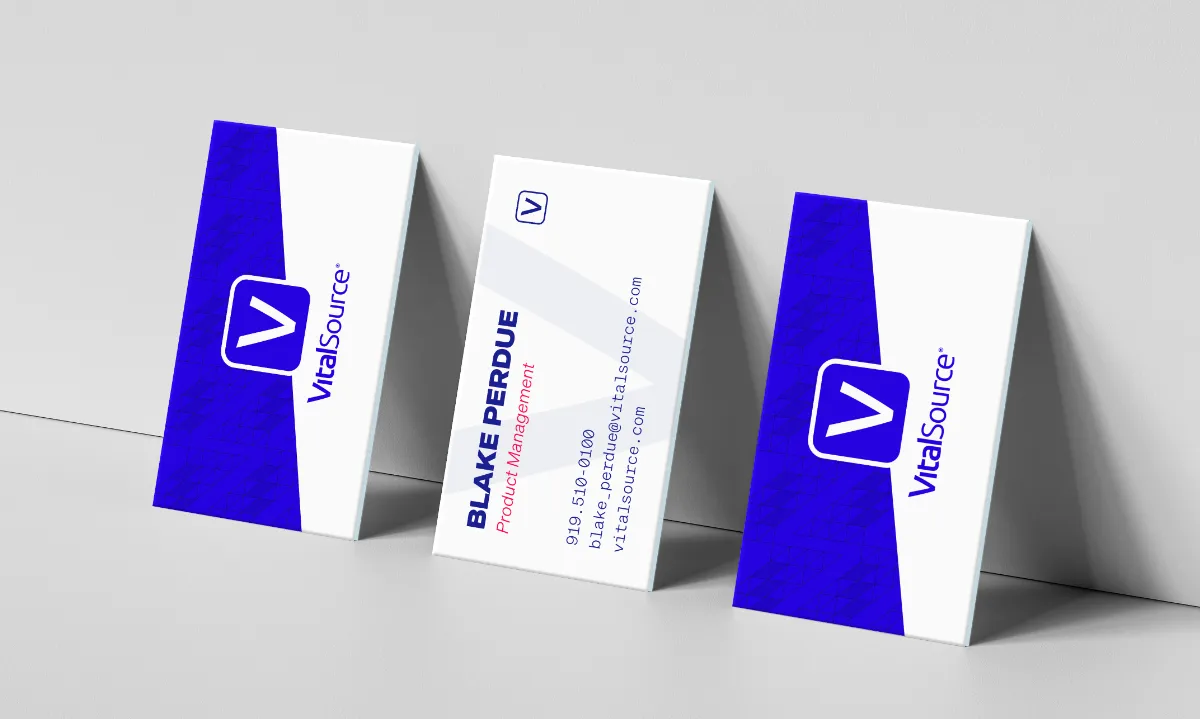 V
VitalSource®
V
BLAKE PERDUE
Product Management
919.510-0100
blake_perdue@vitalsource.com
vitalsource.com
V
VitalSource®